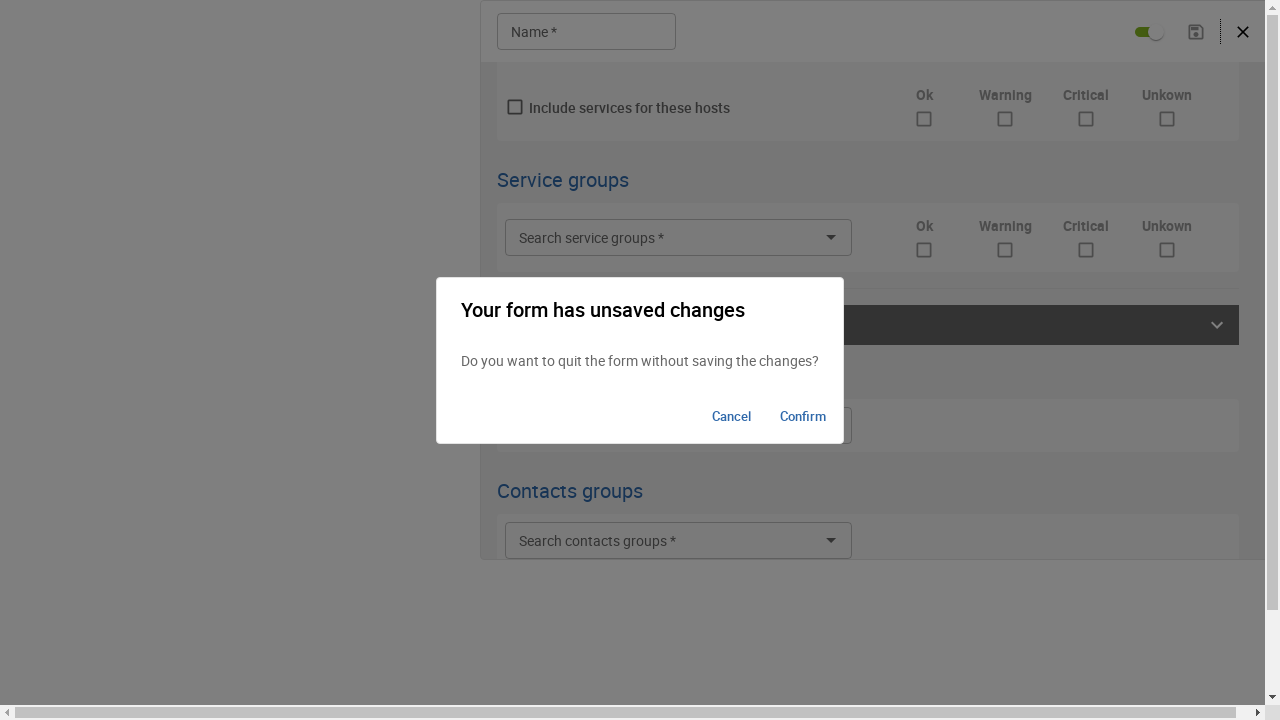 Name *
Include services for these hosts
Ok Warning Critical Unkown
Service groups
Search service groups *
Ok Warning Critical Unkown
Your form has unsaved changes
Do you want to quit the form without saving the changes?
Cancel Confirm
Contacts groups
Search contacts groups *